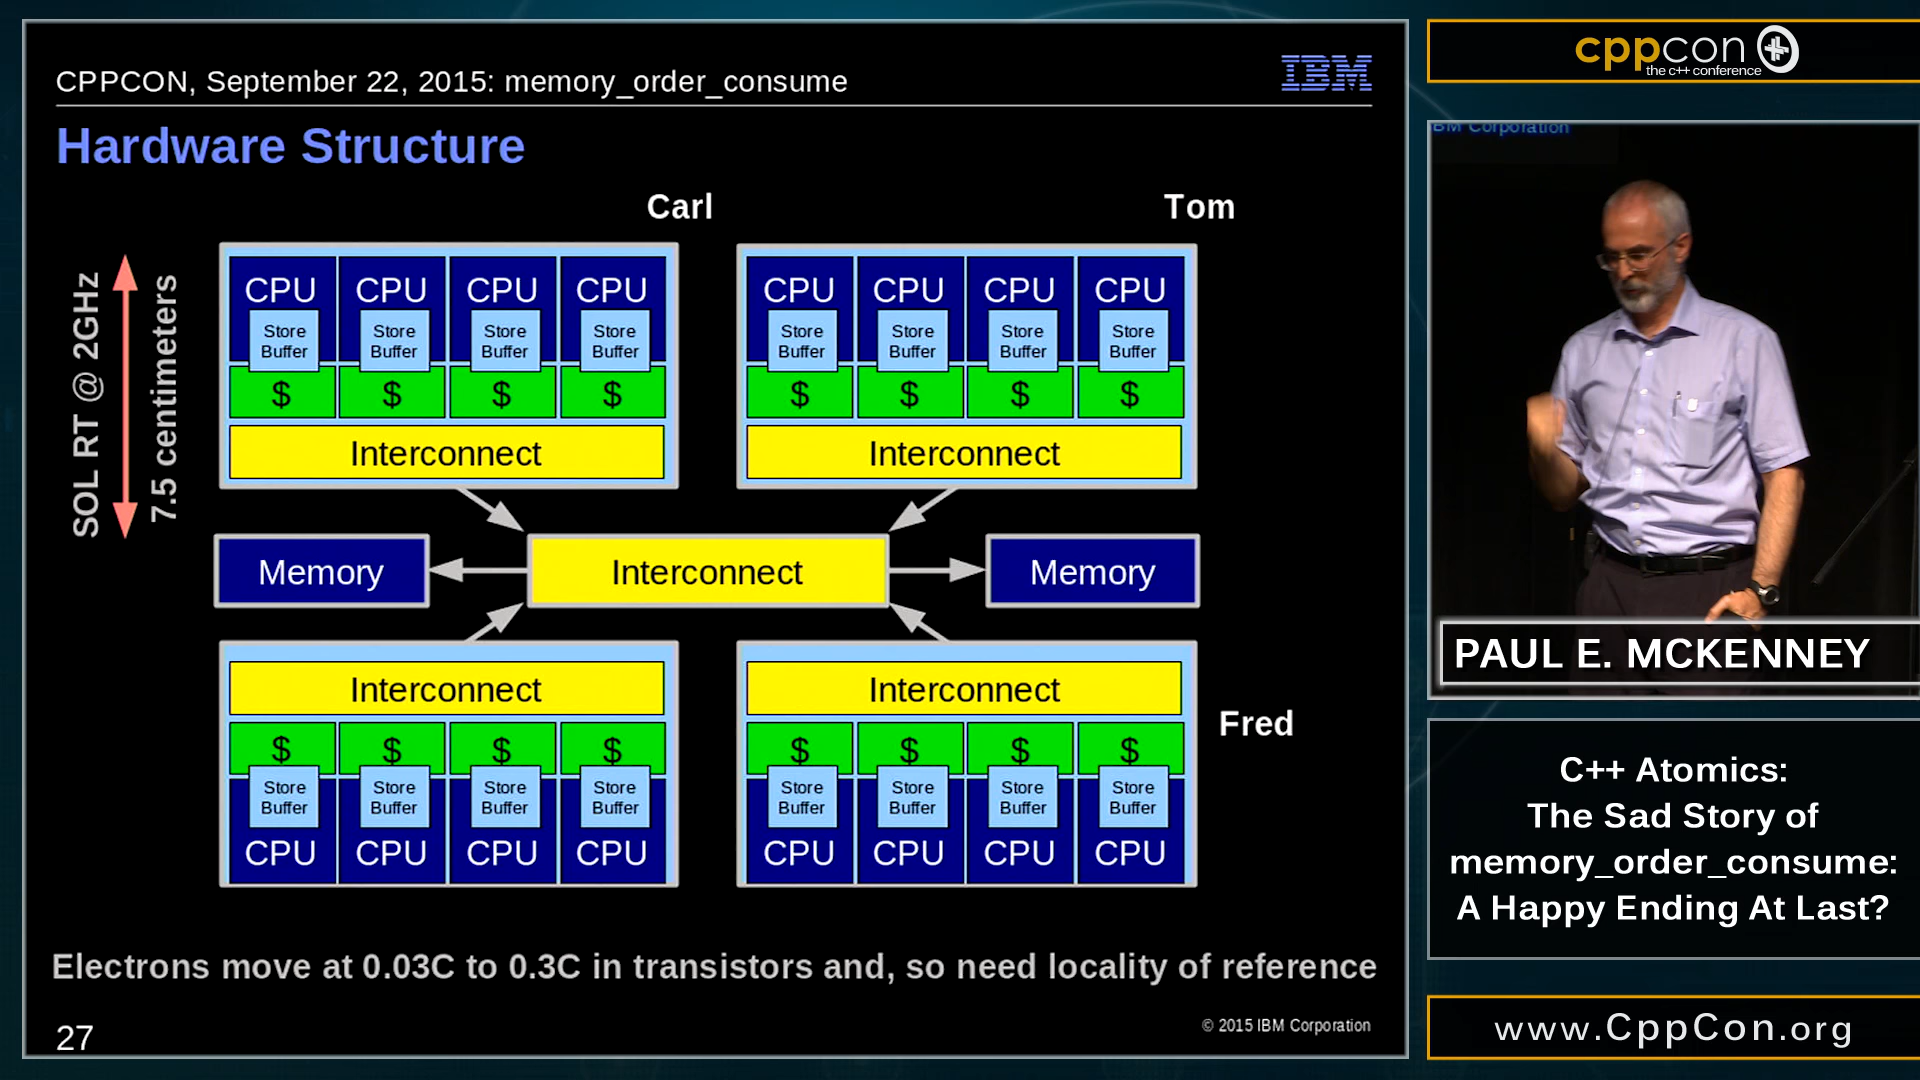 CPPCON, September 22, 2015: memory_order_consume
IBM
Hardware Structure
Carl
Tom
SOL RT @ 2GHz
7.5 centimeters
CPU CPU CPU CPU
Store Buffer Store Buffer Store Buffer Store Buffer
$ $ $ $
Interconnect
CPU CPU CPU CPU
Store Buffer Store Buffer Store Buffer Store Buffer
$ $ $ $
Interconnect
Memory
Interconnect
Memory
Interconnect
$ $ $ $
Store Buffer Store Buffer Store Buffer Store Buffer
CPU CPU CPU CPU
Interconnect
$ $ $ $
Store Buffer Store Buffer Store Buffer Store Buffer
CPU CPU CPU CPU
Fred
Electrons move at 0.03C to 0.3C in transistors and, so need locality of reference
27
© 2015 IBM Corporation
cppcon
the c++ conference
IBM Corporation
PAUL E. MCKENNEY
C++ Atomics:
The Sad Story of
memory_order_consume:
A Happy Ending At Last?
www.CppCon.org